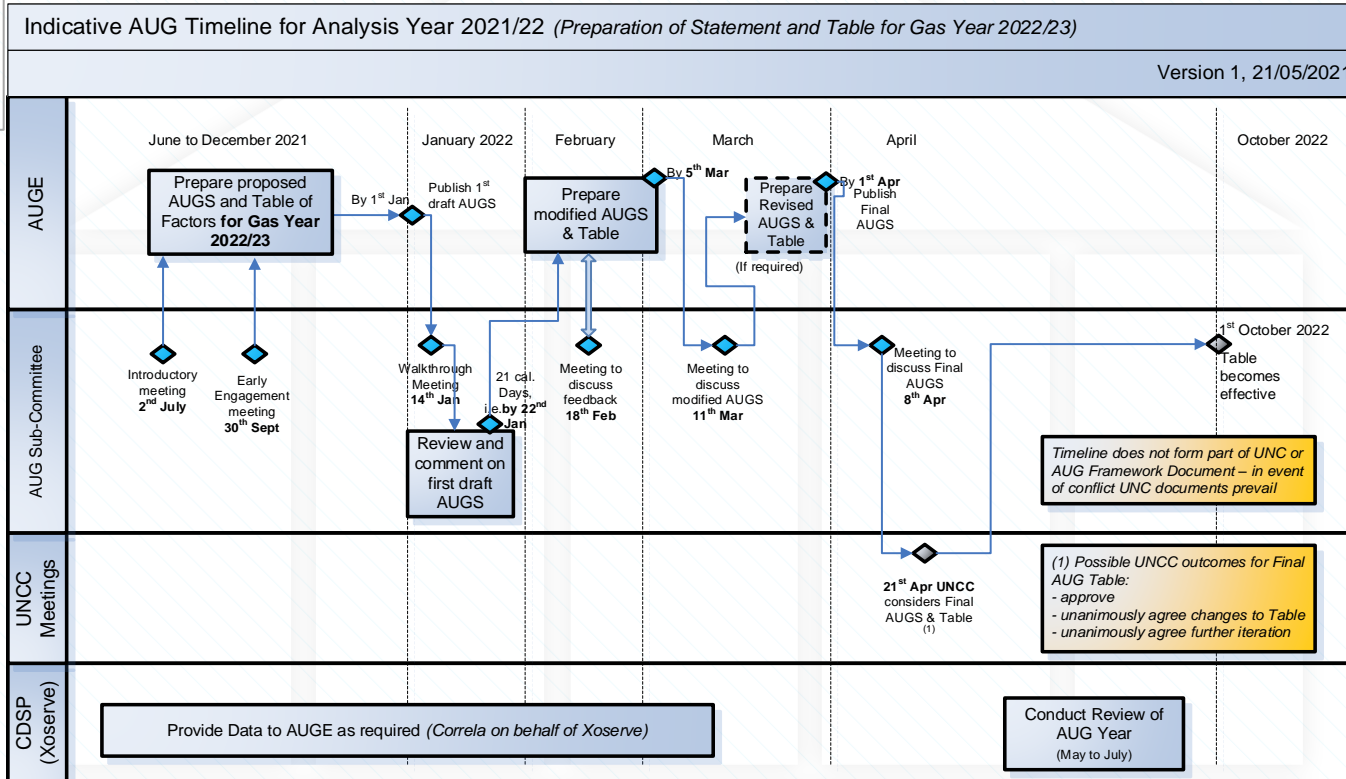 Indicative AUG Timeline for Analysis Year 2021/22 (Preparation of Statement and Table for Gas Year 2022/23)
Version 1, 21/05/2021
AUGE
June to December 2021
January 2022
February
March
April
October 2022
Prepare proposed
AUGS and Table of
Factors for Gas Year
2022/23
By 1st Jan
Publish 1st
draft AUGS
Prepare
modified AUGS
& Table
By 5th Mar
Prepare
Revised
AUGS &
Table
(If required)
By 1st Apr
Publish
Final
AUGS
AUG Sub-Committee
Introductory
meeting
2nd July
Early
Engagement
meeting
30th Sept
Walkthrough
Meeting
14th Jan
21 cal.
Days,
i.e.by 22nd
Jan
Review and
comment on
first draft
AUGS
Meeting to
discuss
feedback
18th Feb
Meeting to
discuss
modified AUGS
11th Mar
Meeting to
discuss Final
AUGS
8th Apr
1st October 2022
Table
becomes
effective
Timeline does not form part of UNC or
AUG Framework Document – in event
of conflict UNC documents prevail
UNCC
Meetings
21st Apr UNCC
considers Final
AUGS & Table
(1)
(1) Possible UNCC outcomes for Final
AUG Table:
- approve
- unanimously agree changes to Table
- unanimously agree further iteration
CDSP
(Xoserve)
Provide Data to AUGE as required (Correla on behalf of Xoserve)
Conduct Review of
AUG Year
(May to July)